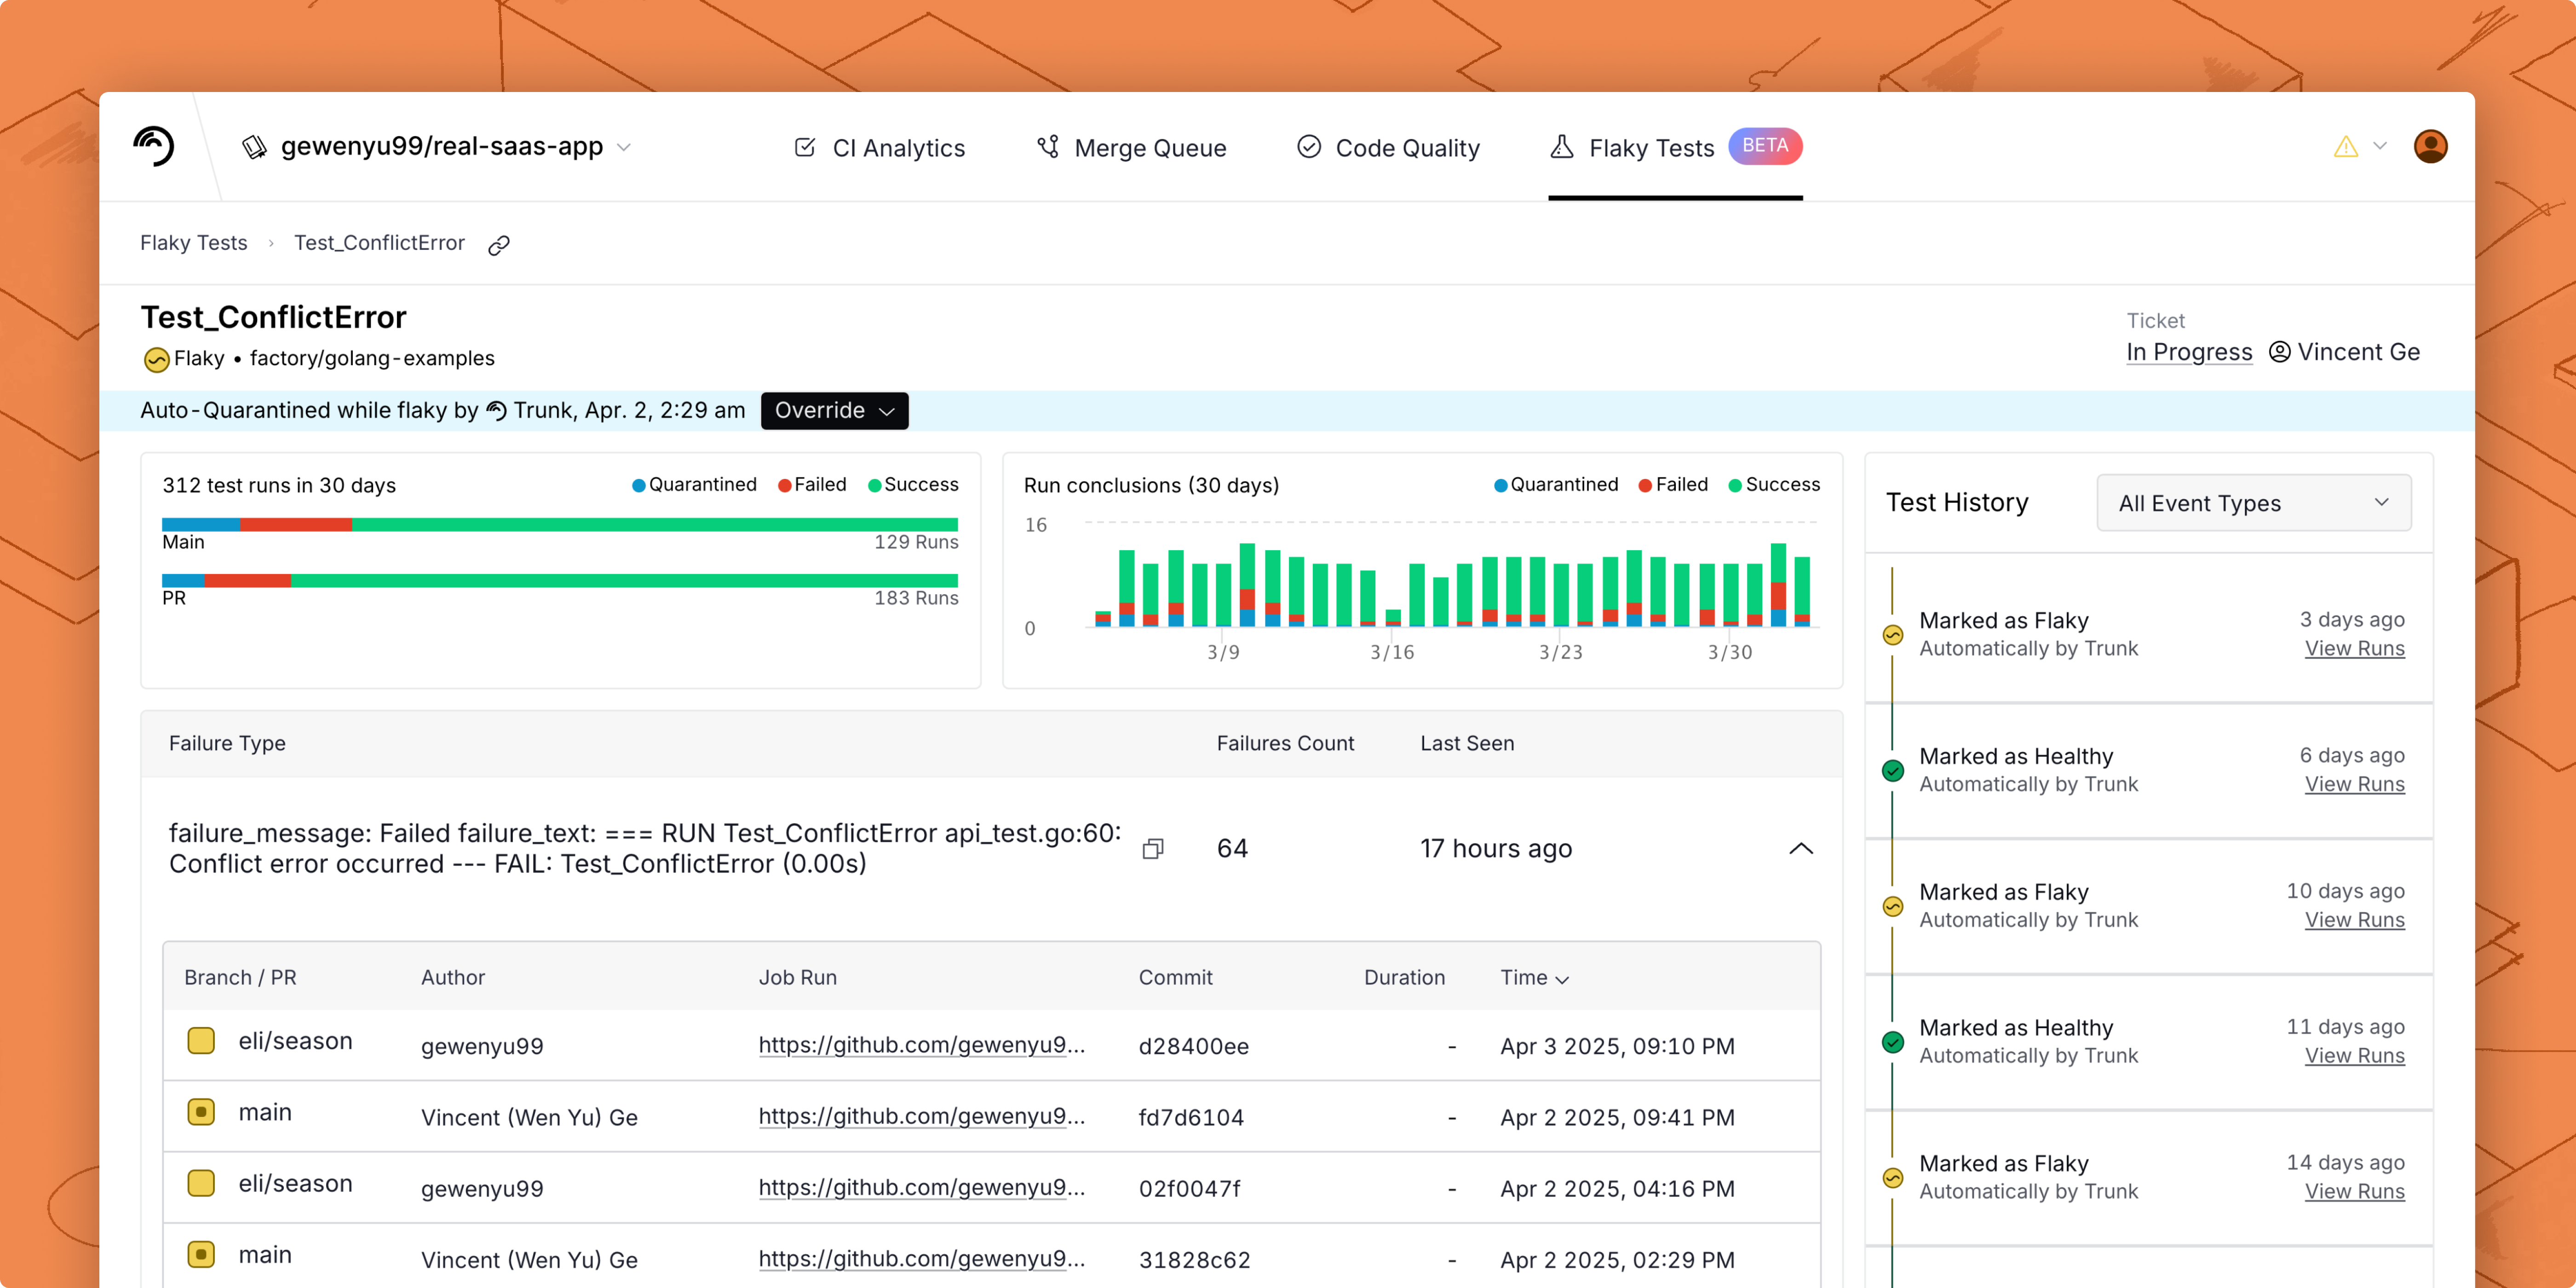 gewenyu99/real-saas-app
CI Analytics
Merge Queue
Code Quality
Flaky Tests BETA
Flaky Tests › Test_ConflictError
Test_ConflictError
Flaky • factory/golang-examples
Ticket
In Progress Vincent Ge
Auto-Quarantined while flaky by Trunk, Apr. 2, 2:29 am Override
312 test runs in 30 days
Quarantined Failed Success
Main 129 Runs
PR 183 Runs
Run conclusions (30 days)
Quarantined Failed Success
16
0
3/9 3/16 3/23 3/30
Failure Type Failures Count Last Seen
failure_message: Failed failure_text: === RUN Test_ConflictError api_test.go:60:
Conflict error occurred --- FAIL: Test_ConflictError (0.00s)
64 17 hours ago
Branch / PR Author Job Run Commit Duration Time
eli/season gewenyu99 https://github.com/gewenyu9... d28400ee - Apr 3 2025, 09:10 PM
main Vincent (Wen Yu) Ge https://github.com/gewenyu9... fd7d6104 - Apr 2 2025, 09:41 PM
eli/season gewenyu99 https://github.com/gewenyu9... 02f0047f - Apr 2 2025, 04:16 PM
main Vincent (Wen Yu) Ge https://github.com/gewenyu9... 31828c62 - Apr 2 2025, 02:29 PM
Test History All Event Types
Marked as Flaky 3 days ago
Automatically by Trunk View Runs
Marked as Healthy 6 days ago
Automatically by Trunk View Runs
Marked as Flaky 10 days ago
Automatically by Trunk View Runs
Marked as Healthy 11 days ago
Automatically by Trunk View Runs
Marked as Flaky 14 days ago
Automatically by Trunk View Runs